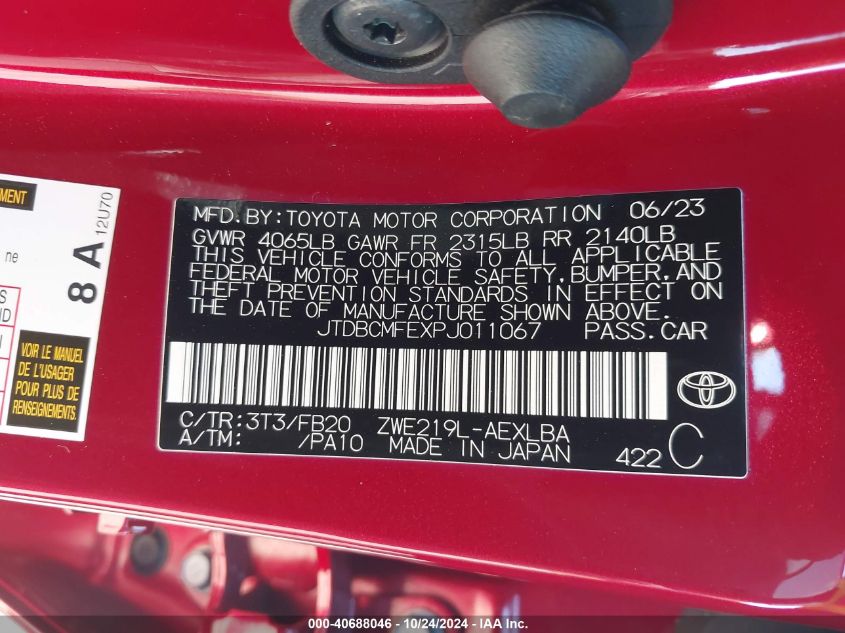 MFD.BY:TOYOTA MOTOR CORPORATION 06/23
GVWR 4065LB GAWR FR 2315LB RR 2140LB
THIS VEHICLE CONFORMS TO ALL APPLICABLE
FEDERAL MOTOR VEHICLE SAFETY,BUMPER,AND
THEFT PREVENTION STANDARDS IN EFFECT ON
THE DATE OF MANUFACTURE SHOWN ABOVE.
JTDBCMFEXPJ011067 PASS.CAR
C/TR:3T3/FB20 ZWE219L-AEXLBA
A/TM: /PA10 MADE IN JAPAN 422 C
8 A 12U70
ne
VOIR LE MANUEL
DE L'USAGER
POUR PLUS DE
RENSEIGNEMENTS
000-40688046 - 10/24/2024 - IAAI.COM